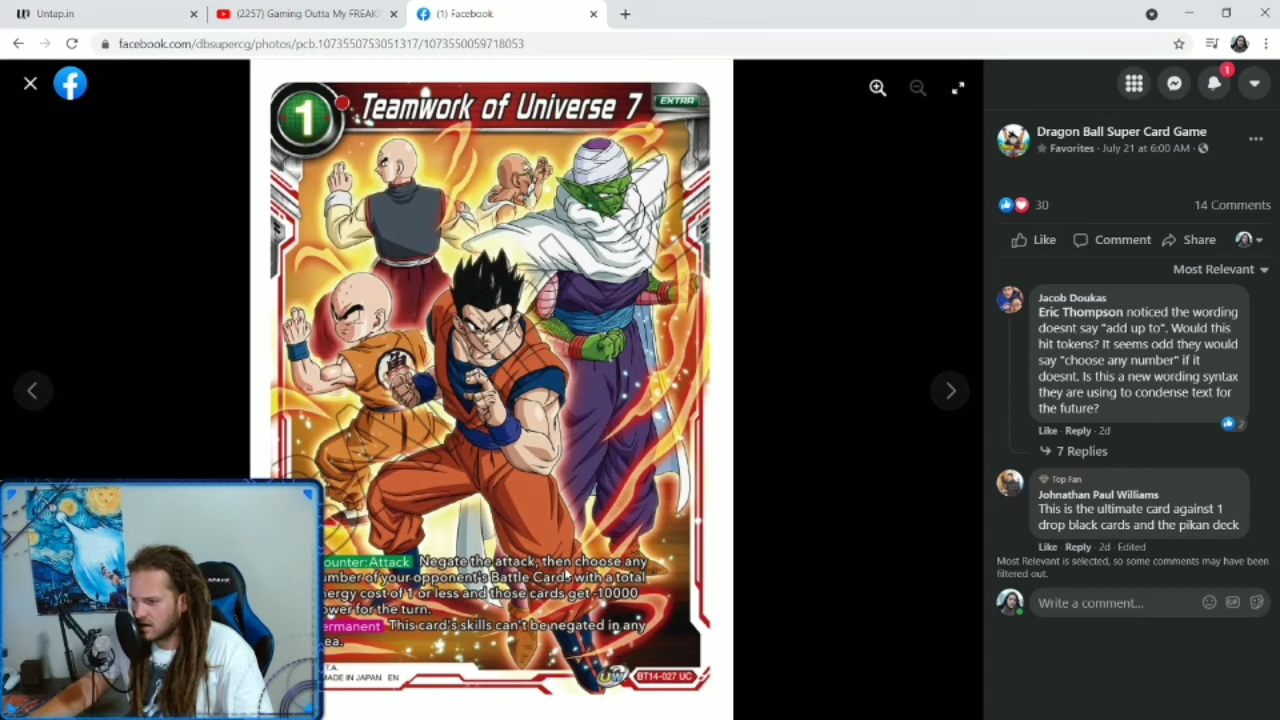 Untap.in
(2257) Gaming Outta My FREAKI
(1) Facebook
facebook.com/dbsupercg/photos/pcb.1073550753051317/1073550059718053
1
Teamwork of Universe 7
EXTRA
ounter:Attack Negate the attack, then choose any
umber of your opponent's Battle Cards with a total
ergy cost of 1 or less and those cards get -10000
ower for the turn.
ermanent This card's skills can't be negated in any
ea.
T.A.
MADE IN JAPAN EN
UW
BT14-027 UC
SPACE
1
Dragon Ball Super Card Game
Favorites · July 21 at 6:00 AM ·
30
14 Comments
Like
Comment
Share
Most Relevant
Jacob Doukas
Eric Thompson noticed the wording
doesnt say "add up to". Would this
hit tokens? It seems odd they would
say "choose any number" if it
doesnt. Is this a new wording syntax
they are using to condense text for
the future?
2
Like · Reply · 2d
7 Replies
Top Fan
Johnathan Paul Williams
This is the ultimate card against 1
drop black cards and the pikan deck
Like · Reply · 2d · Edited
Most Relevant is selected, so some comments may have been
filtered out.
Write a comment...
GIF